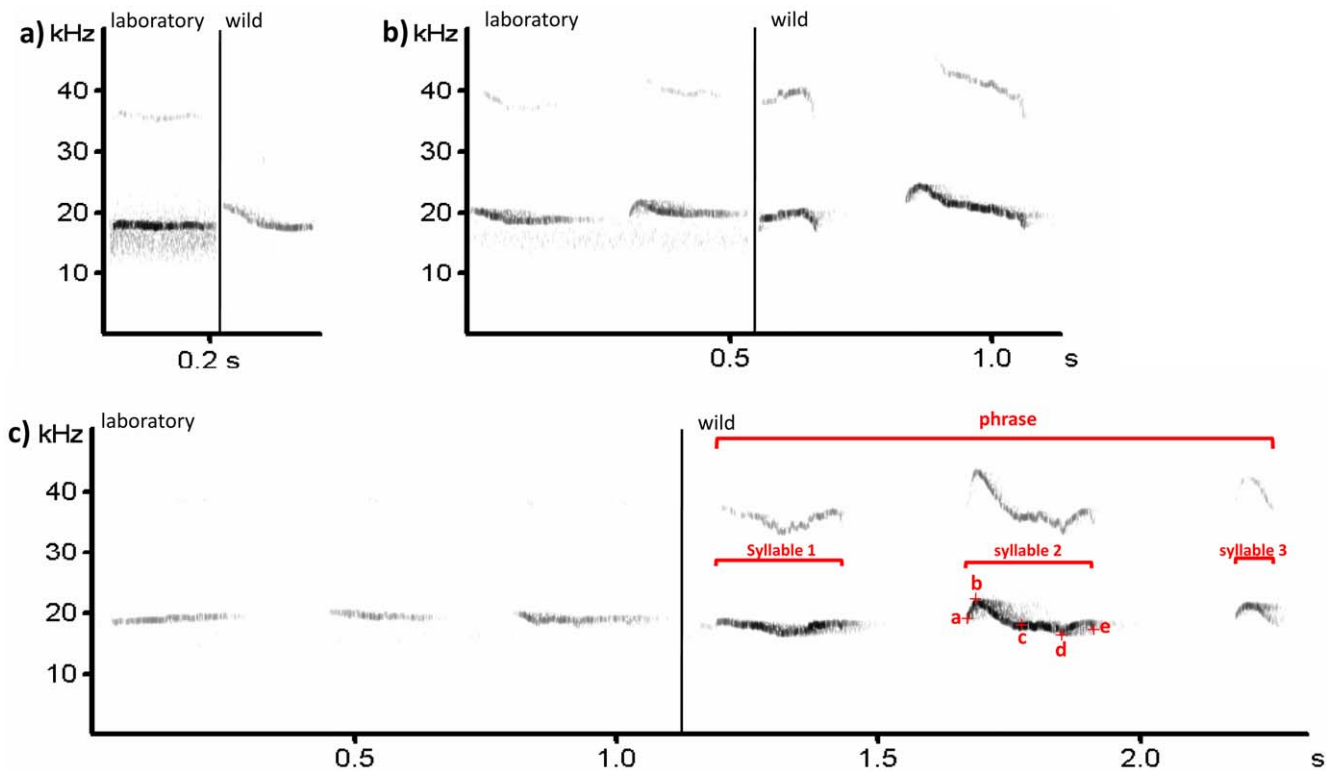 a) kHz
laboratory
wild
40
30
20
10
0.2 s
b) kHz
laboratory
wild
40
30
20
10
0.5
1.0
s
c) kHz
laboratory
wild
phrase
40
30
20
10
Syllable 1
syllable 2
syllable 3
a
b
c
d
e
0.5
1.0
1.5
2.0
s